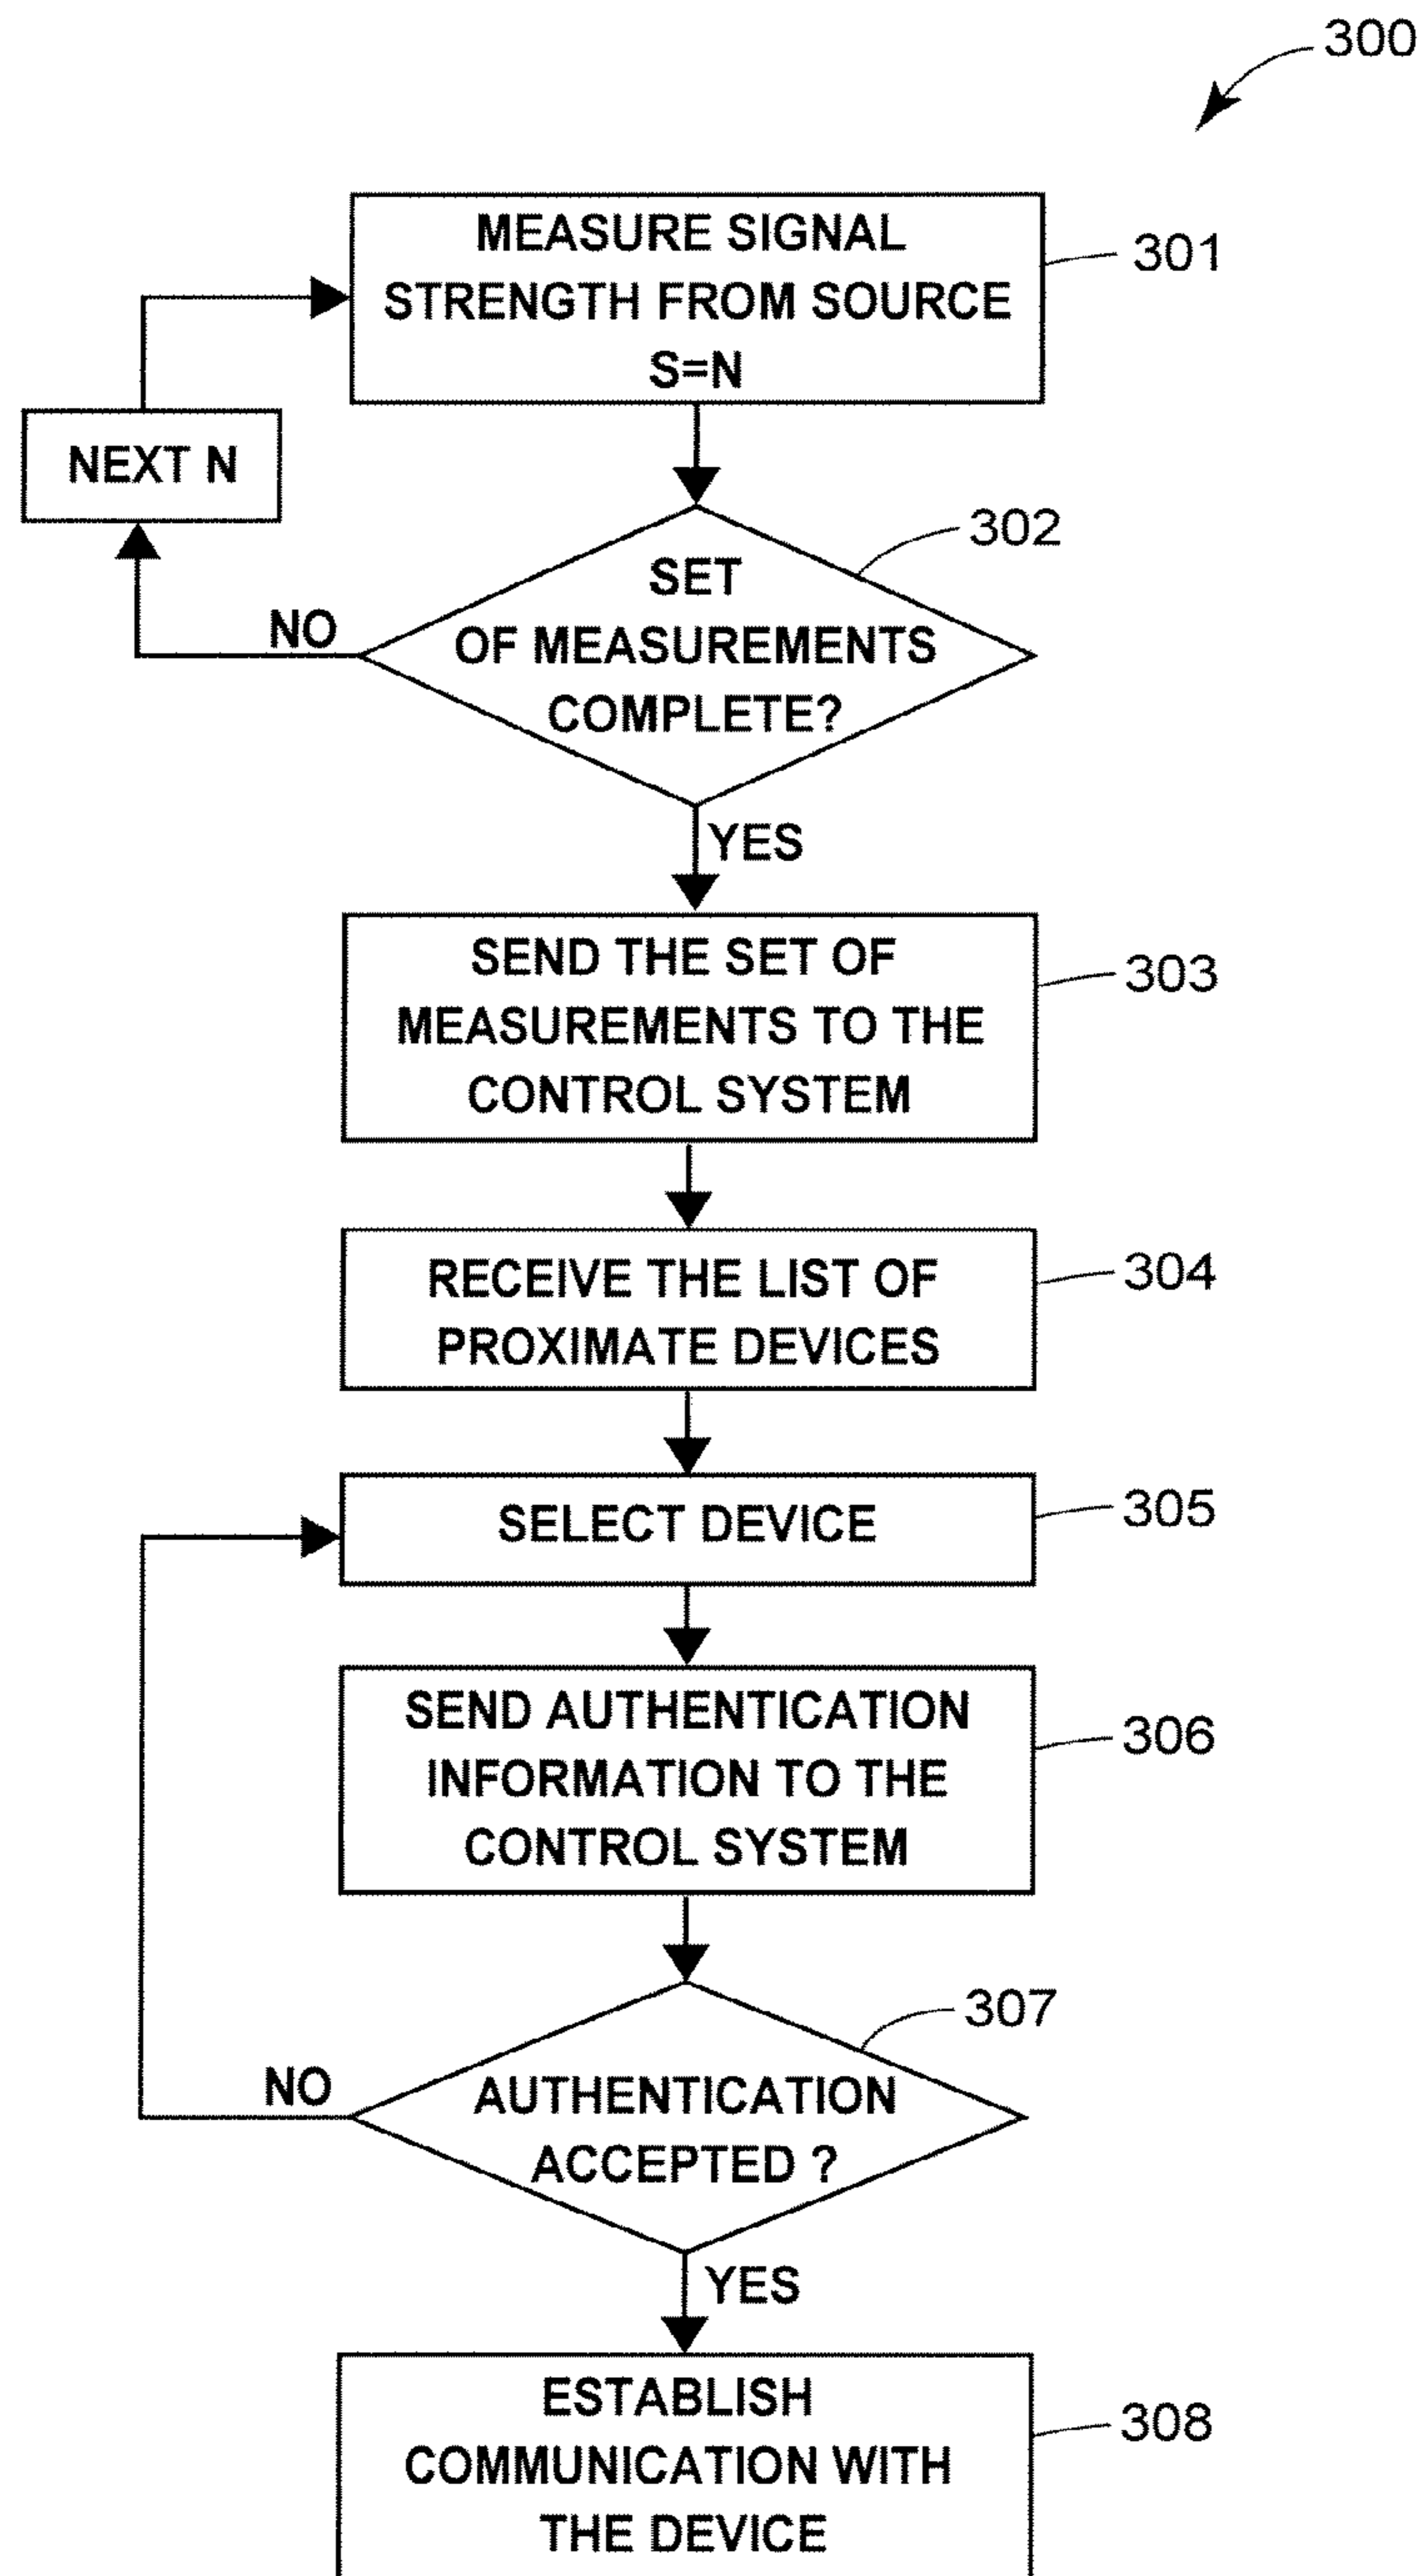 300
MEASURE SIGNAL
STRENGTH FROM SOURCE
S=N
301
NEXT N
302
SET
OF MEASUREMENTS
COMPLETE?
NO
YES
SEND THE SET OF
MEASUREMENTS TO THE
CONTROL SYSTEM
303
RECEIVE THE LIST OF
PROXIMATE DEVICES
304
SELECT DEVICE
305
SEND AUTHENTICATION
INFORMATION TO THE
CONTROL SYSTEM
306
307
AUTHENTICATION
ACCEPTED ?
NO
YES
ESTABLISH
COMMUNICATION WITH
THE DEVICE
308